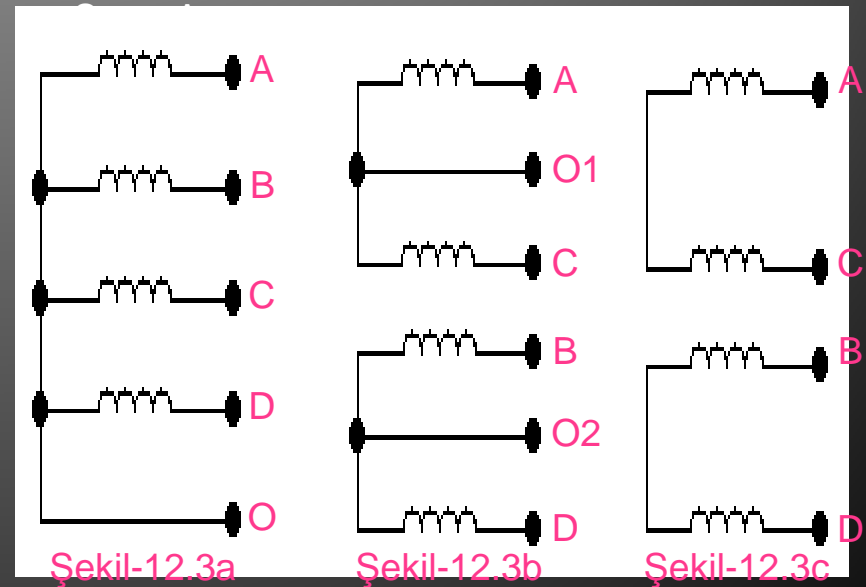 A
B
C
D
O
Şekil-12.3a
A
O1
C
B
O2
D
Şekil-12.3b
A
C
B
D
Şekil-12.3c